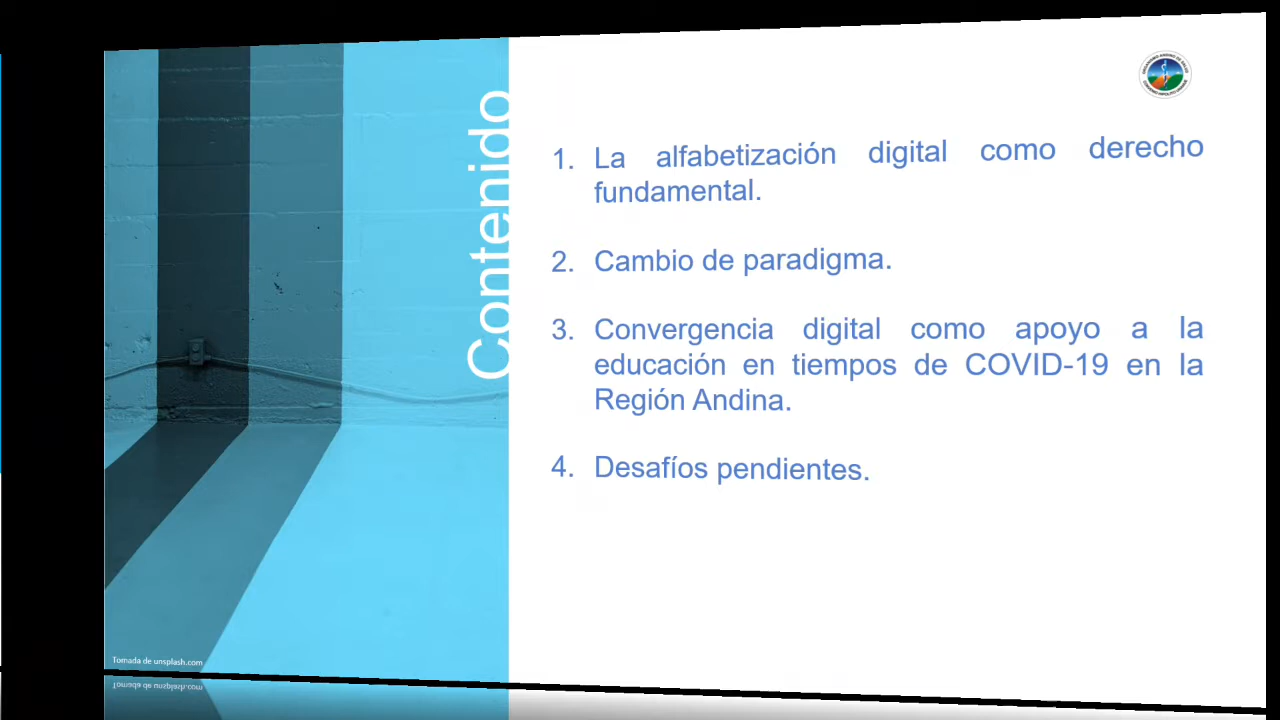 Contenido
1. La alfabetización digital como derecho
fundamental.
2. Cambio de paradigma.
3. Convergencia digital como apoyo a la
educación en tiempos de COVID-19 en la
Región Andina.
4. Desafíos pendientes.
Tomada de unsplash.com